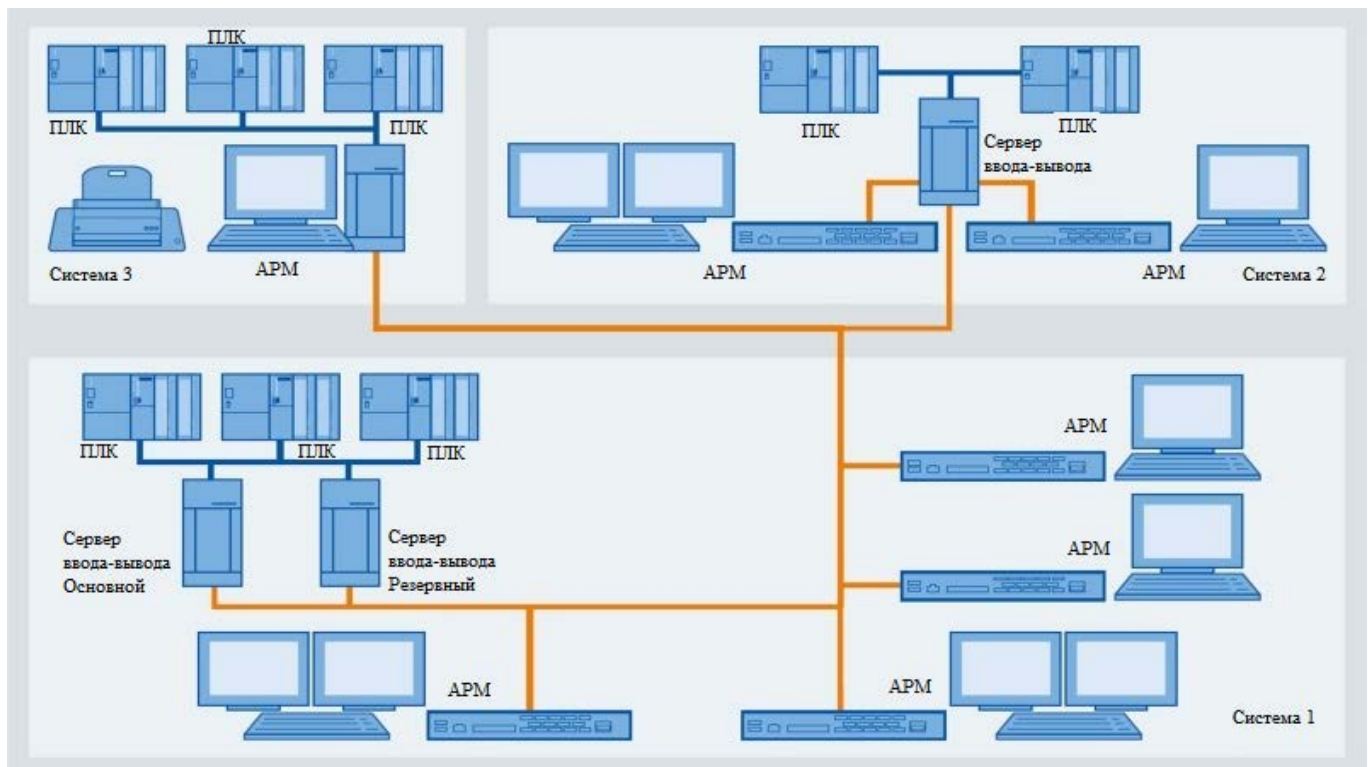 ПЛК
ПЛК
ПЛК
Система 3
АРМ
ПЛК
ПЛК
Сервер
ввода-вывода
АРМ
АРМ
Система 2
ПЛК
ПЛК
ПЛК
Сервер
ввода-вывода
Основной
Сервер
ввода-вывода
Резервный
АРМ
АРМ
АРМ
АРМ
Система 1